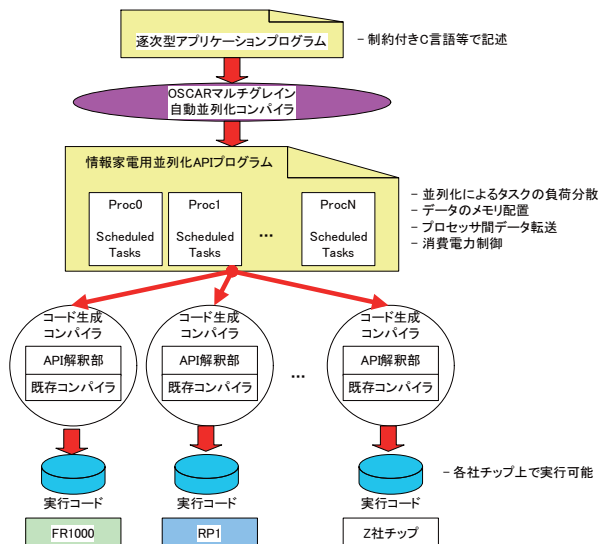 逐次型アプリケーションプログラム
- 制約付きC言語等で記述
OSCARマルチグレイン
自動並列化コンパイラ
情報家電用並列化APIプログラム
Proc0
Scheduled
Tasks
Proc1
Scheduled
Tasks
...
ProcN
Scheduled
Tasks
- 並列化によるタスクの負荷分散
- データのメモリ配置
- プロセッサ間データ転送
- 消費電力制御
コード生成
コンパイラ
API解釈部
既存コンパイラ
コード生成
コンパイラ
API解釈部
既存コンパイラ
...
コード生成
コンパイラ
API解釈部
既存コンパイラ
- 各社チップ上で実行可能
実行コード
実行コード
実行コード
FR1000
RP1
Z社チップ